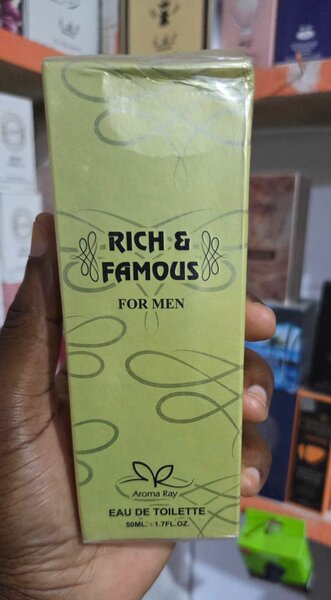 RICH &
FAMOUS
FOR MEN
Aroma Ray
EAU DE TOILETTE
50ML. 1.7FL.OZ.